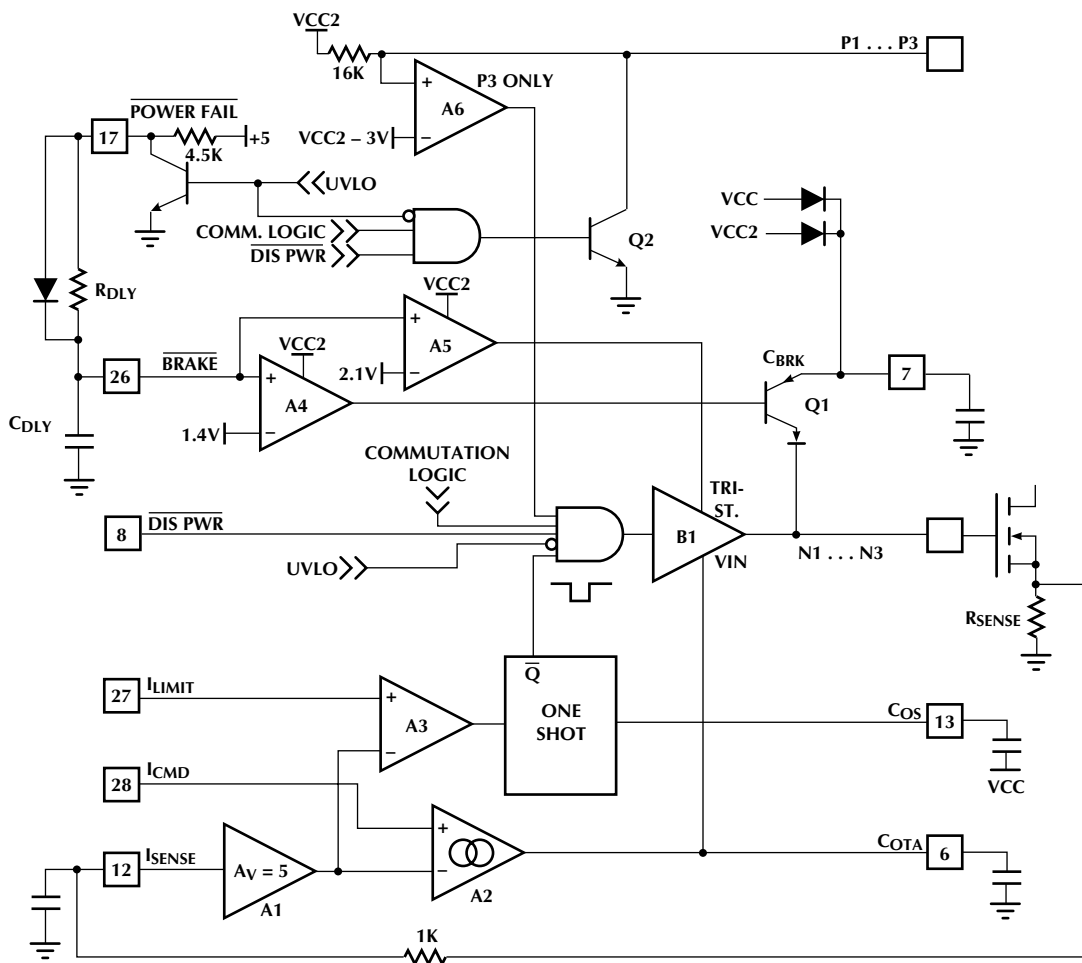 VCC2
P1 . . . P3
16K
P3 ONLY
A6
+
−
VCC2 – 3V
POWER FAIL
17
+5
4.5K
UVLO
COMM. LOGIC
DIS PWR
Q2
VCC
VCC2
RDLY
VCC2
+
A5
−
2.1V
26
BRAKE
VCC2
+
A4
−
1.4V
CBRK
7
Q1
CDLY
COMMUTATION
LOGIC
TRI-
ST.
8
DIS PWR
B1
VIN
N1 . . . N3
UVLO
RSENSE
Q
ONE
SHOT
27
ILIMIT
+
A3
−
COS
13
VCC
28
ICMD
+
−
A2
COTA
6
12
ISENSE
AV = 5
A1
1K